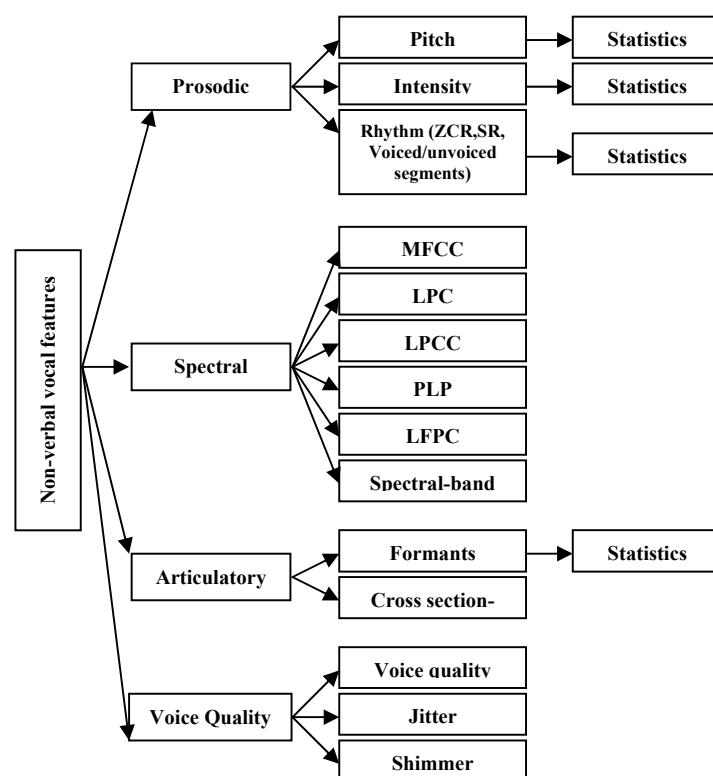 Pitch
Statistics
Prosodic
Intensity
Statistics
Rhythm (ZCR,SR,
Voiced/unvoiced
segments)
Statistics
Non-verbal vocal features
MFCC
LPC
LPCC
Spectral
PLP
LFPC
Spectral-band
Articulatory
Formants
Statistics
Cross section-
Voice Quality
Voice quality
Jitter
Shimmer